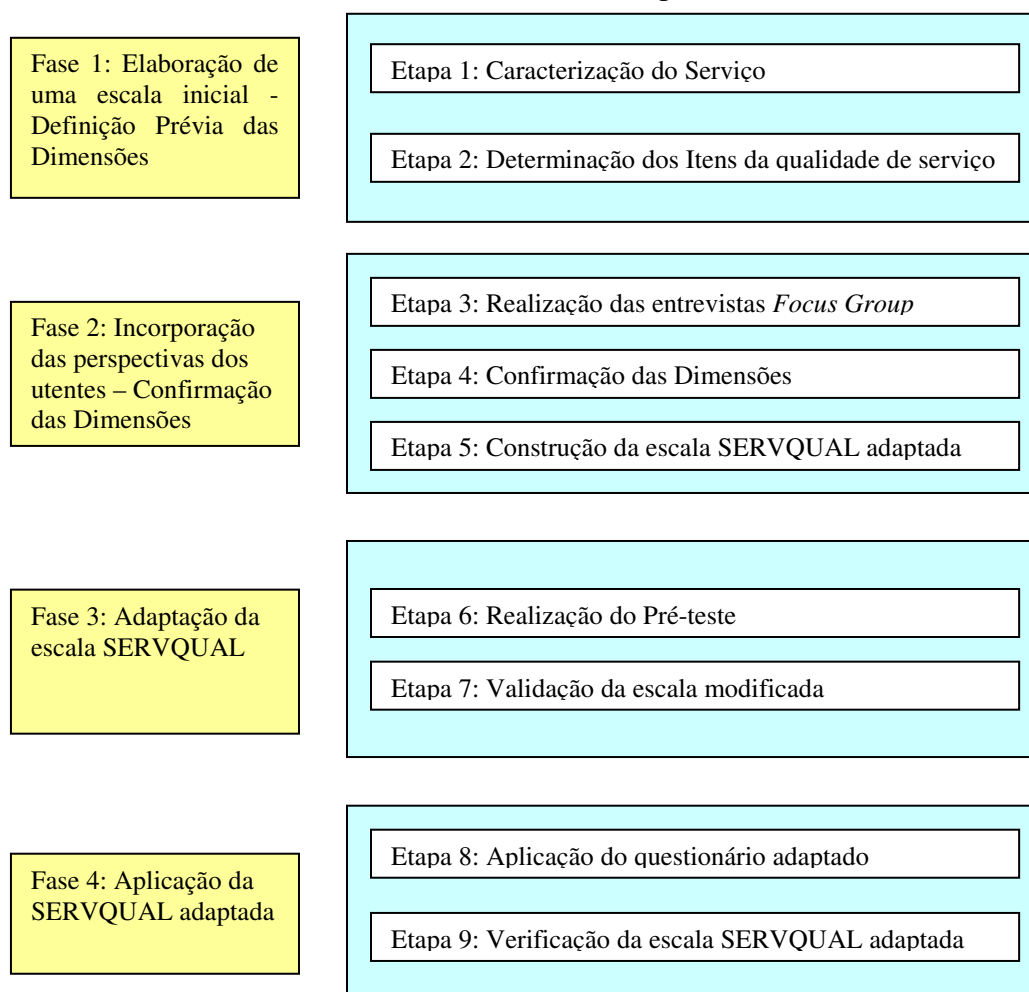 Fase 1: Elaboração de
uma escala inicial -
Definição Prévia das
Dimensões
Etapa 1: Caracterização do Serviço
Etapa 2: Determinação dos Itens da qualidade de serviço
Fase 2: Incorporação
das perspectivas dos
utentes – Confirmação
das Dimensões
Etapa 3: Realização das entrevistas Focus Group
Etapa 4: Confirmação das Dimensões
Etapa 5: Construção da escala SERVQUAL adaptada
Fase 3: Adaptação da
escala SERVQUAL
Etapa 6: Realização do Pré-teste
Etapa 7: Validação da escala modificada
Fase 4: Aplicação da
SERVQUAL adaptada
Etapa 8: Aplicação do questionário adaptado
Etapa 9: Verificação da escala SERVQUAL adaptada